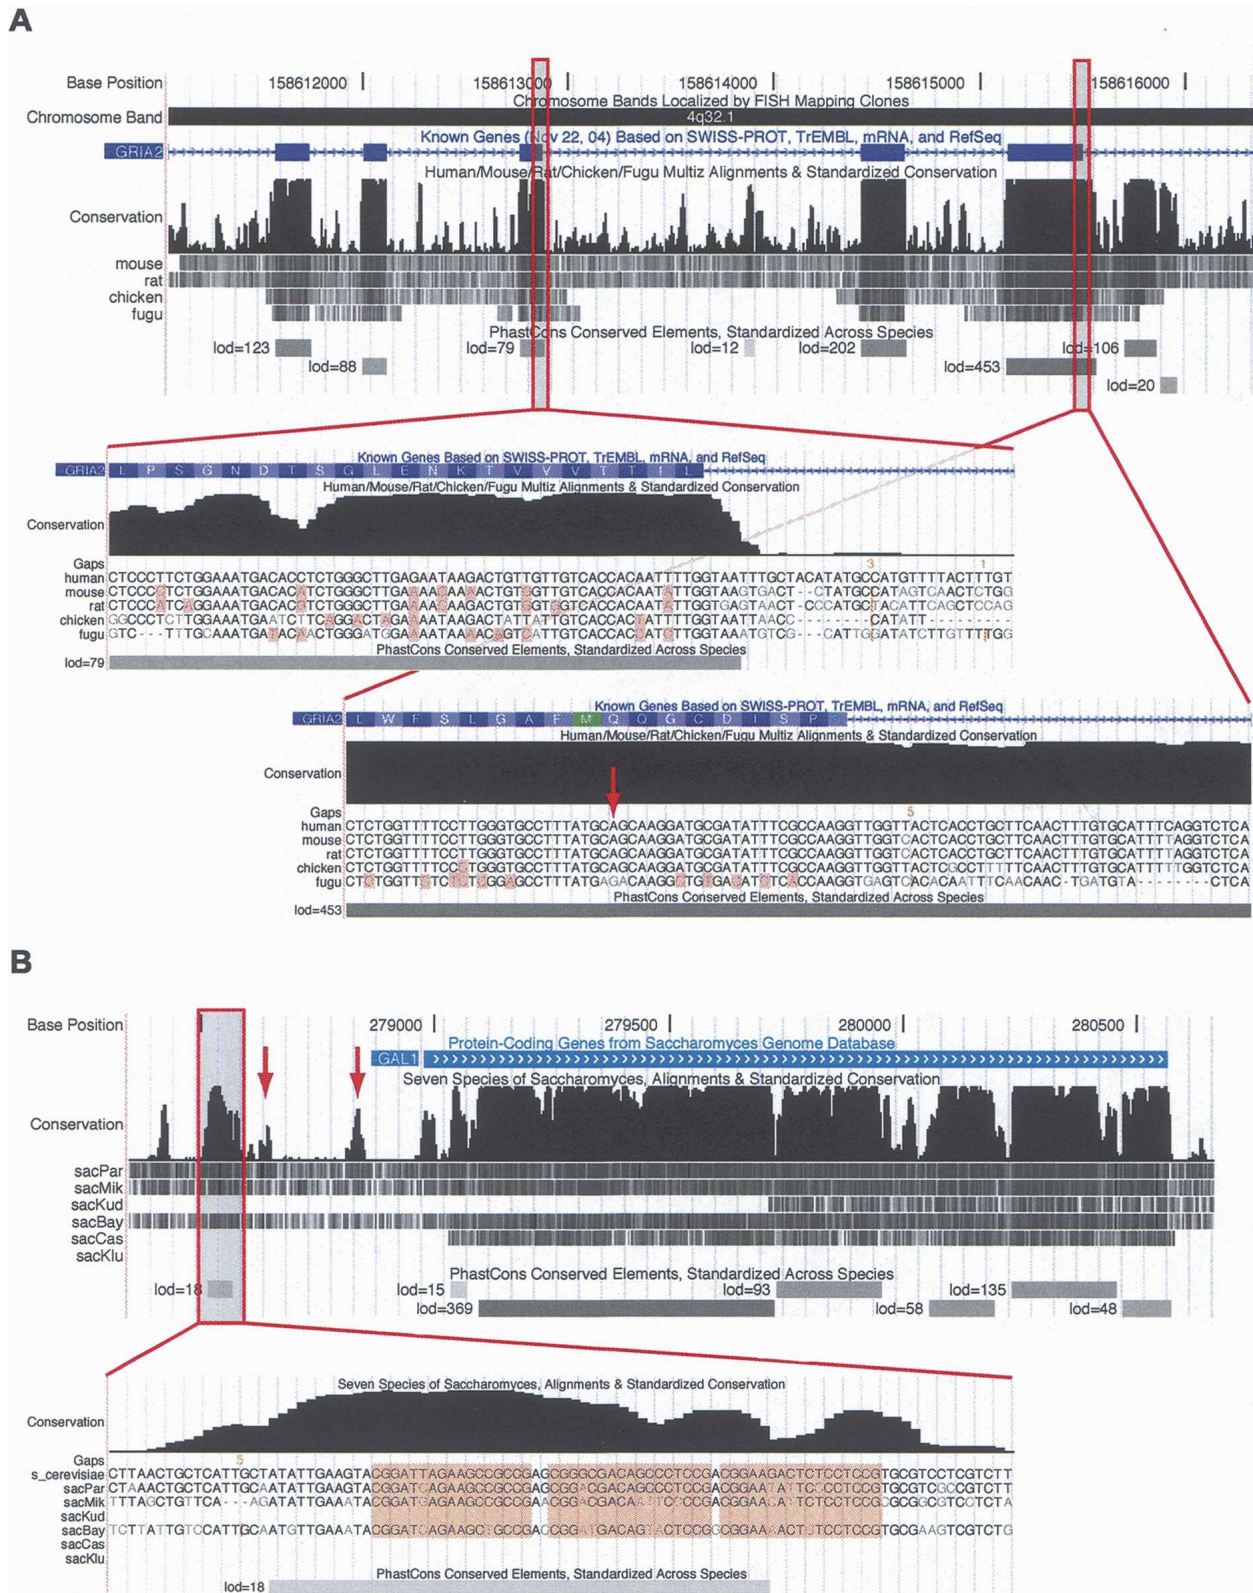 A
Base Position 158612000 158613000 158614000 158615000 158616000
Chromosome Bands Localized by FISH Mapping Clones
Chromosome Band 4q32.1
Known Genes (Nov 22, 04) Based on SWISS-PROT, TrEMBL, mRNA, and RefSeq
GRIA2
Human/Mouse/Rat/Chicken/Fugu Multiz Alignments & Standardized Conservation
Conservation
mouse
rat
chicken
fugu
PhastCons Conserved Elements, Standardized Across Species
lod=123 lod=79 lod=12 lod=202 lod=106
lod=88 lod=453
lod=20
Known Genes Based on SWISS-PROT, TrEMBL, mRNA, and RefSeq
GRIA2 L P S G N D T S G L E N K T V V V T T I L
Human/Mouse/Rat/Chicken/Fugu Multiz Alignments & Standardized Conservation
Conservation
Gaps 3 1
human CTCCCTTCTGGAAATGACACCTCTGGGCTTGAGAATAAGACTGTTGTTGTCACCACAATTTTGGTAATTTGCTACATATGCCATGTTTTACTTTGT
mouse
rat
chicken
fugu
PhastCons Conserved Elements, Standardized Across Species
lod=79
Known Genes Based on SWISS-PROT, TrEMBL, mRNA, and RefSeq
GRIA2 L W F S L G A F M Q Q G C D I S P
Human/Mouse/Rat/Chicken/Fugu Multiz Alignments & Standardized Conservation
Conservation
Gaps 5
human CTCTGGTTTTCCTTGGGTGCCTTTATGCAGCAAGGATGCGATATTTCGCCAAGGTTGGTTACTCACCTGCTTCAACTTTGTGCATTTCAGGTCTCA
mouse CTCTGGTTTTCCTTGGGTGCCTTTATGCAGCAAGGATGCGATATTTCGCCAAGGTTGGTCACTCACCTGCTTCAACTTTGTGCATTTTAGGTCTCA
rat CTCTGGTTTTCCTTGGGTGCCTTTATGCAGCAAGGATGCGATATTTCGCCAAGGTTGGTCACTCACCTGCTTCAACTTTGTGCATTTTAGGTCTCA
chicken
fugu
PhastCons Conserved Elements, Standardized Across Species
lod=453
B
Base Position 279000 279500 280000 280500
Protein-Coding Genes from Saccharomyces Genome Database
GAL1
Seven Species of Saccharomyces, Alignments & Standardized Conservation
Conservation
sacPar
sacMik
sacKud
sacBay
sacCas
sacKlu
PhastCons Conserved Elements, Standardized Across Species
lod=18 lod=15 lod=93 lod=135
lod=369 lod=58 lod=48
Seven Species of Saccharomyces, Alignments & Standardized Conservation
Conservation
Gaps 5
s_cerevisiae CTTAACTGCTCATTGCTATATTGAAGTACGGATTAGAAGCCGCCGAGCGGGCGACAGCCCTCCGACGGAAGACTCTCCTCCGTGCGTCCTCGTCTT
sacPar
sacMik
sacKud
sacBay
sacCas
sacKlu
PhastCons Conserved Elements, Standardized Across Species
lod=18